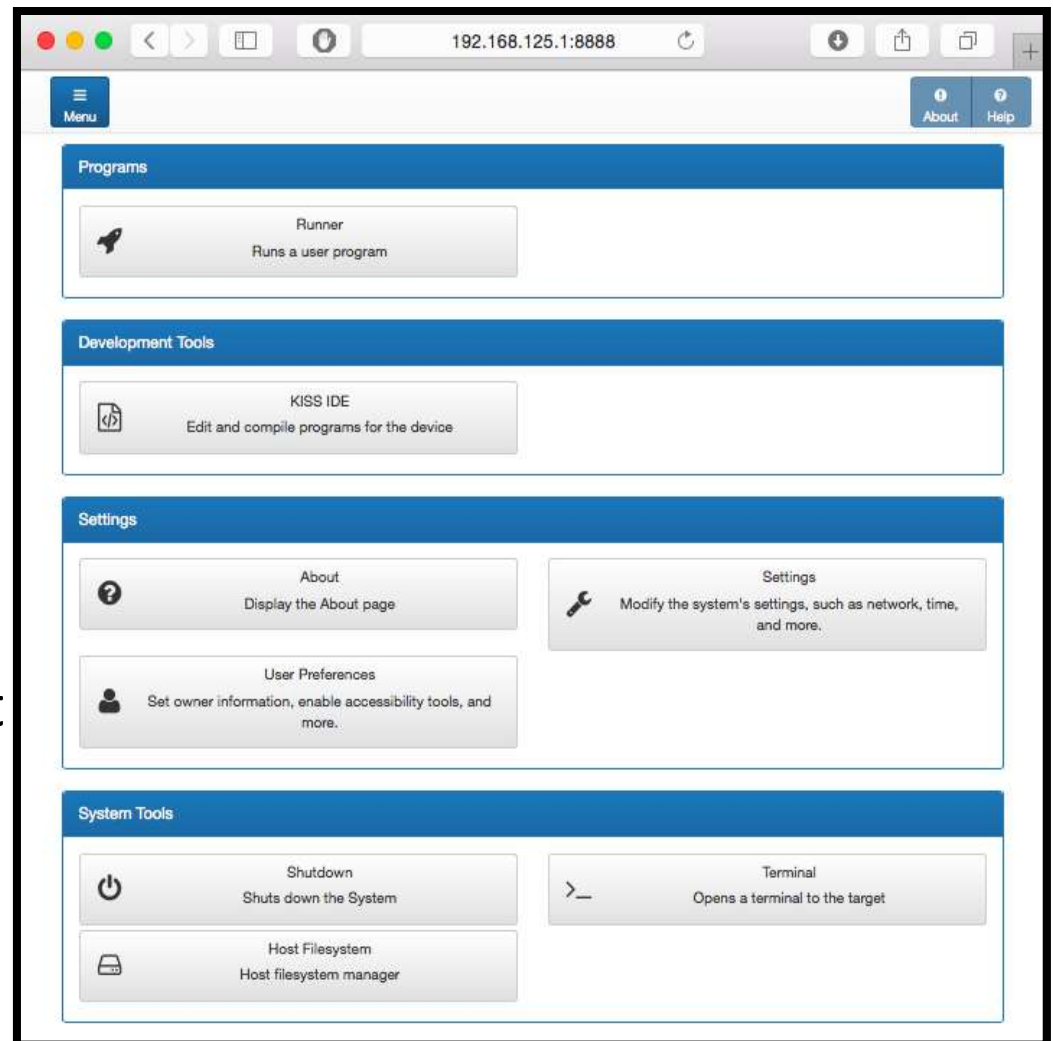 192.168.125.1:8888
Menu
About
Help
Programs
Runner
Runs a user program
Development Tools
KISS IDE
Edit and compile programs for the device
Settings
About
Display the About page
Settings
Modify the system's settings, such as network, time,
and more.
User Preferences
Set owner information, enable accessibility tools, and
more.
System Tools
Shutdown
Shuts down the System
Terminal
Opens a terminal to the target
Host Filesystem
Host filesystem manager